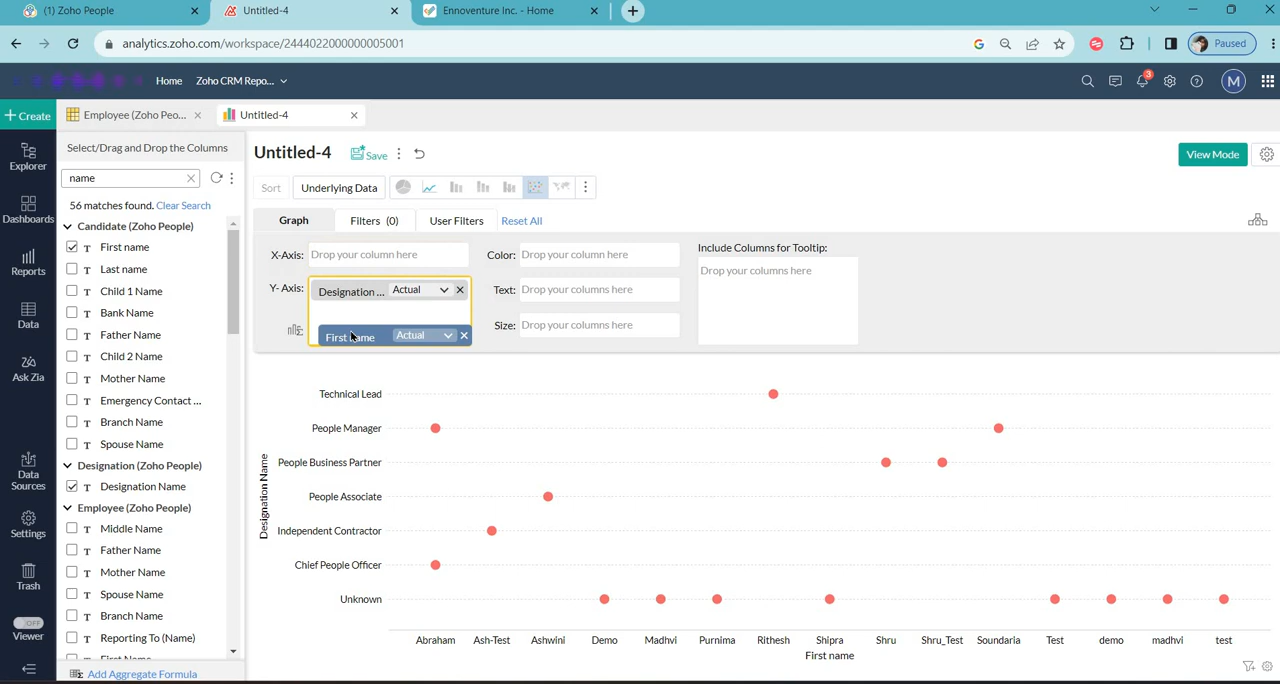 (1) Zoho People
Untitled-4
Ennoventure Inc. - Home
analytics.zoho.com/workspace/2444022000000005001
Paused
Home
Zoho CRM Repo...
3
M
Create
Employee (Zoho Peo...
Untitled-4
Explorer
Dashboards
Reports
Data
Ask Zia
Data
Sources
Settings
Trash
OFF
Viewer
Select/Drag and Drop the Columns
name
56 matches found. Clear Search
Candidate (Zoho People)
T First name
T Last name
T Child 1 Name
T Bank Name
T Father Name
T Child 2 Name
T Mother Name
T Emergency Contact ...
T Branch Name
T Spouse Name
Designation (Zoho People)
T Designation Name
Employee (Zoho People)
T Middle Name
T Father Name
T Mother Name
T Spouse Name
T Branch Name
T Reporting To (Name)
T First Name
Add Aggregate Formula
Untitled-4
Save
View Mode
Sort
Underlying Data
Graph
Filters (0)
User Filters
Reset All
X-Axis: Drop your column here
Color: Drop your column here
Include Columns for Tooltip:
Drop your columns here
Y- Axis: Designation ... Actual
Text: Drop your columns here
First name Actual
Size: Drop your columns here
Designation Name
Technical Lead
People Manager
People Business Partner
People Associate
Independent Contractor
Chief People Officer
Unknown
Abraham Ash-Test Ashwini Demo Madhvi Purnima Rithesh Shipra Shru Shru_Test Soundaria Test demo madhvi test
First name